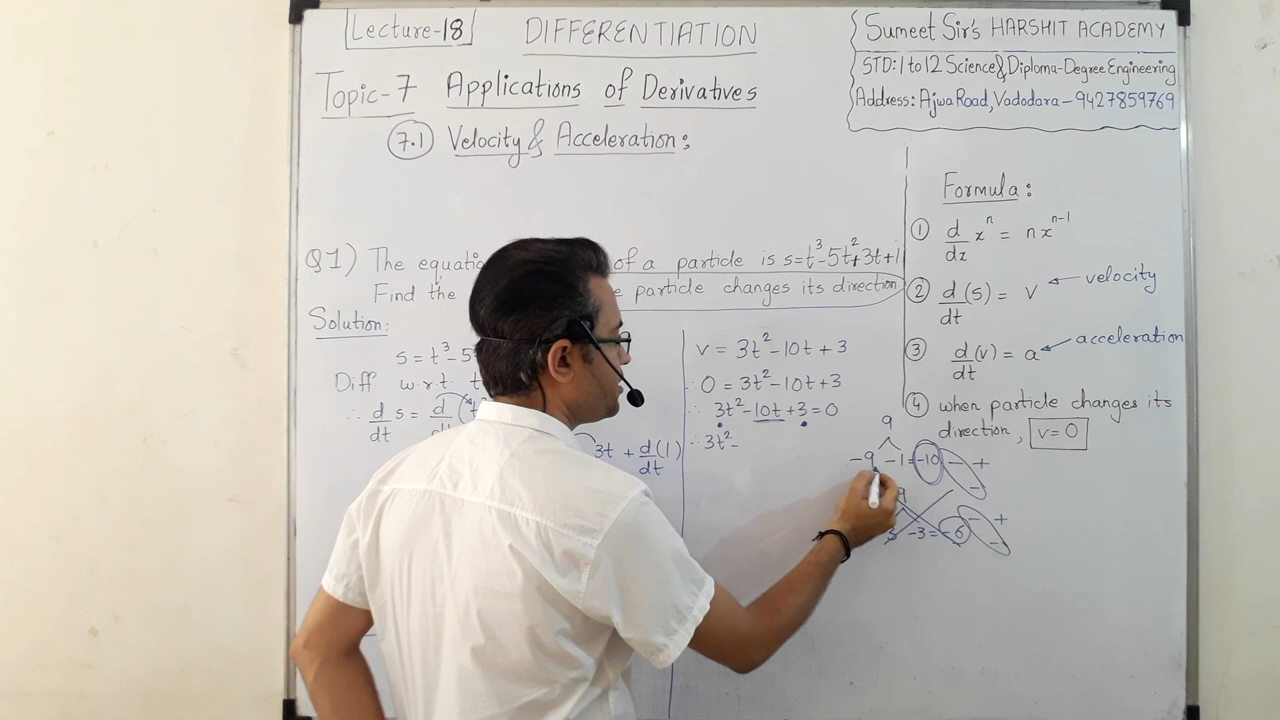 Lecture-18
DIFFERENTIATION
Sumeet Sir's HARSHIT ACADEMY
STD:1 to 12 Science & Diploma-Degree Engineering
Address: Ajwa Road, Vadodara - 9427859769
Topic-7 Applications of Derivatives
7.1 Velocity & Acceleration:
Q1) The of a particle is s=t³-5t²+3t+1
Find the particle changes its direction
Solution:
s = t³-5
Diff w.r.t. t
∴ d/dt s = d
3t + d/dt (1)
v = 3t²-10t+3
∴ 0 = 3t²-10t+3
∴ 3t²-10t+3=0
∴ 3t²-
9
-9 -1 = -10 - + -
9
-3 = -6 - + -
Formula:
① d/dx xⁿ = nxⁿ⁻¹
② d/dt (s) = v ← velocity
③ d/dt (v) = a ← acceleration
④ when particle changes its
direction, v=0